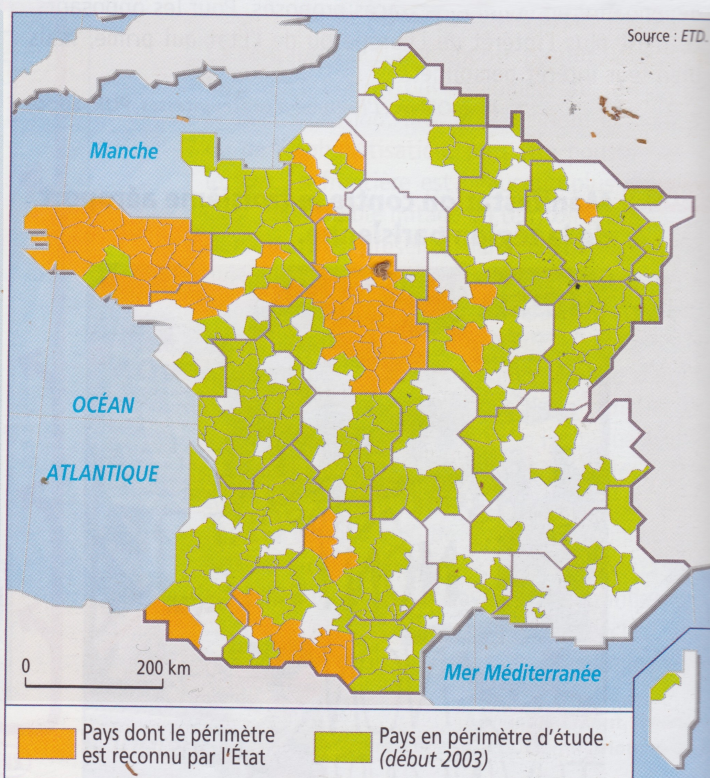 Source : ETD.
Manche
OCÉAN
ATLANTIQUE
0 200 km
Mer Méditerranée
Pays dont le périmètre
est reconnu par l'État
Pays en périmètre d'étude
(début 2003)